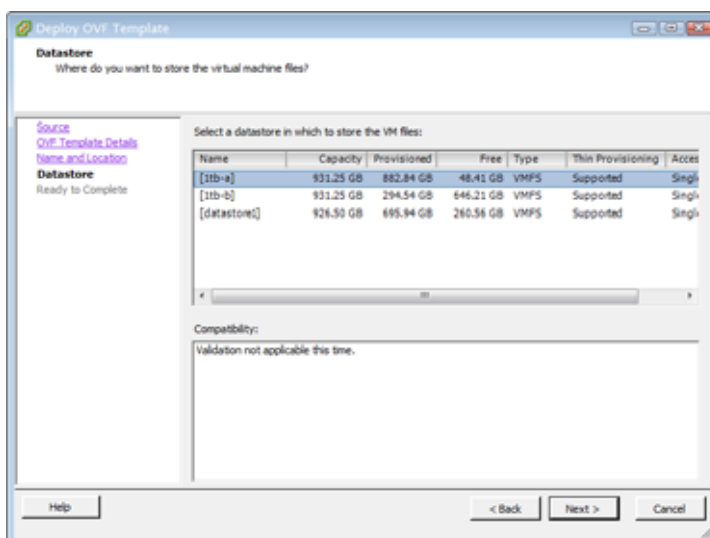 Deploy OVF Template
Datastore
Where do you want to store the virtual machine files?
Source
OVF Template Details
Name and Location
Datastore
Ready to Complete
Select a datastore in which to store the VM files:
Name Capacity Provisioned Free Type Thin Provisioning Acces
[1tb-a] 931.25 GB 882.84 GB 48.41 GB VMFS Supported Singl
[1tb-b] 931.25 GB 294.54 GB 646.21 GB VMFS Supported Singl
[datastore1] 926.50 GB 695.94 GB 260.56 GB VMFS Supported Singl
Compatibility:
Validation not applicable this time.
Help
< Back
Next >
Cancel